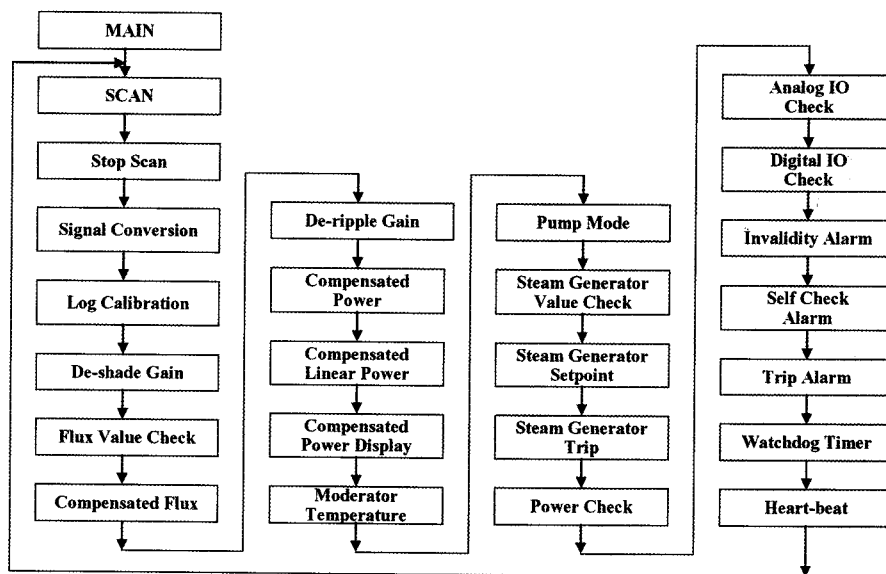 MAIN
SCAN
Stop Scan
Signal Conversion
Log Calibration
De-shade Gain
Flux Value Check
Compensated Flux
De-ripple Gain
Compensated
Power
Compensated
Linear Power
Compensated
Power Display
Moderator
Temperature
Pump Mode
Steam Generator
Value Check
Steam Generator
Setpoint
Steam Generator
Trip
Power Check
Analog IO
Check
Digital IO
Check
Invalidity Alarm
Self Check
Alarm
Trip Alarm
Watchdog Timer
Heart-beat